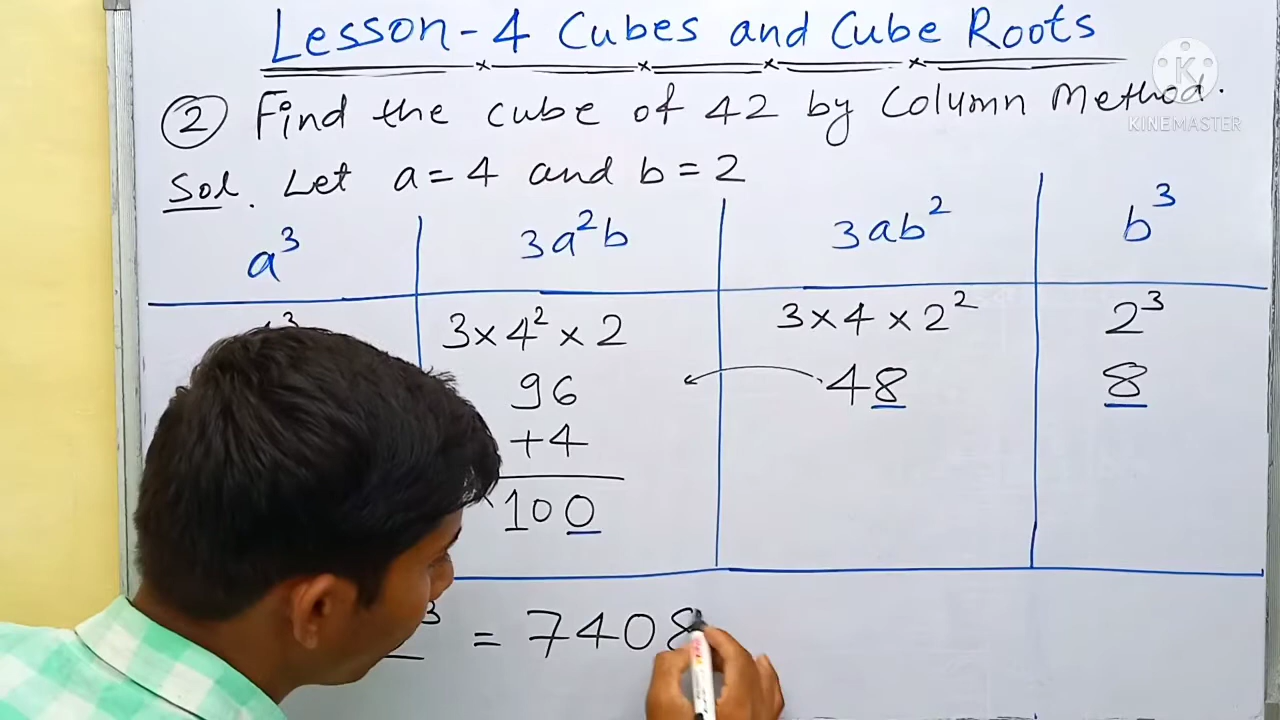 Lesson-4 Cubes and Cube Roots
K
KINEMASTER
② Find the cube of 42 by Column Method.
Sol. Let a = 4 and b = 2
a³ 3a²b 3ab² b³
3 × 4² × 2 3 × 4 × 2² 2³
96 48 8
+4
100
³ = 7408